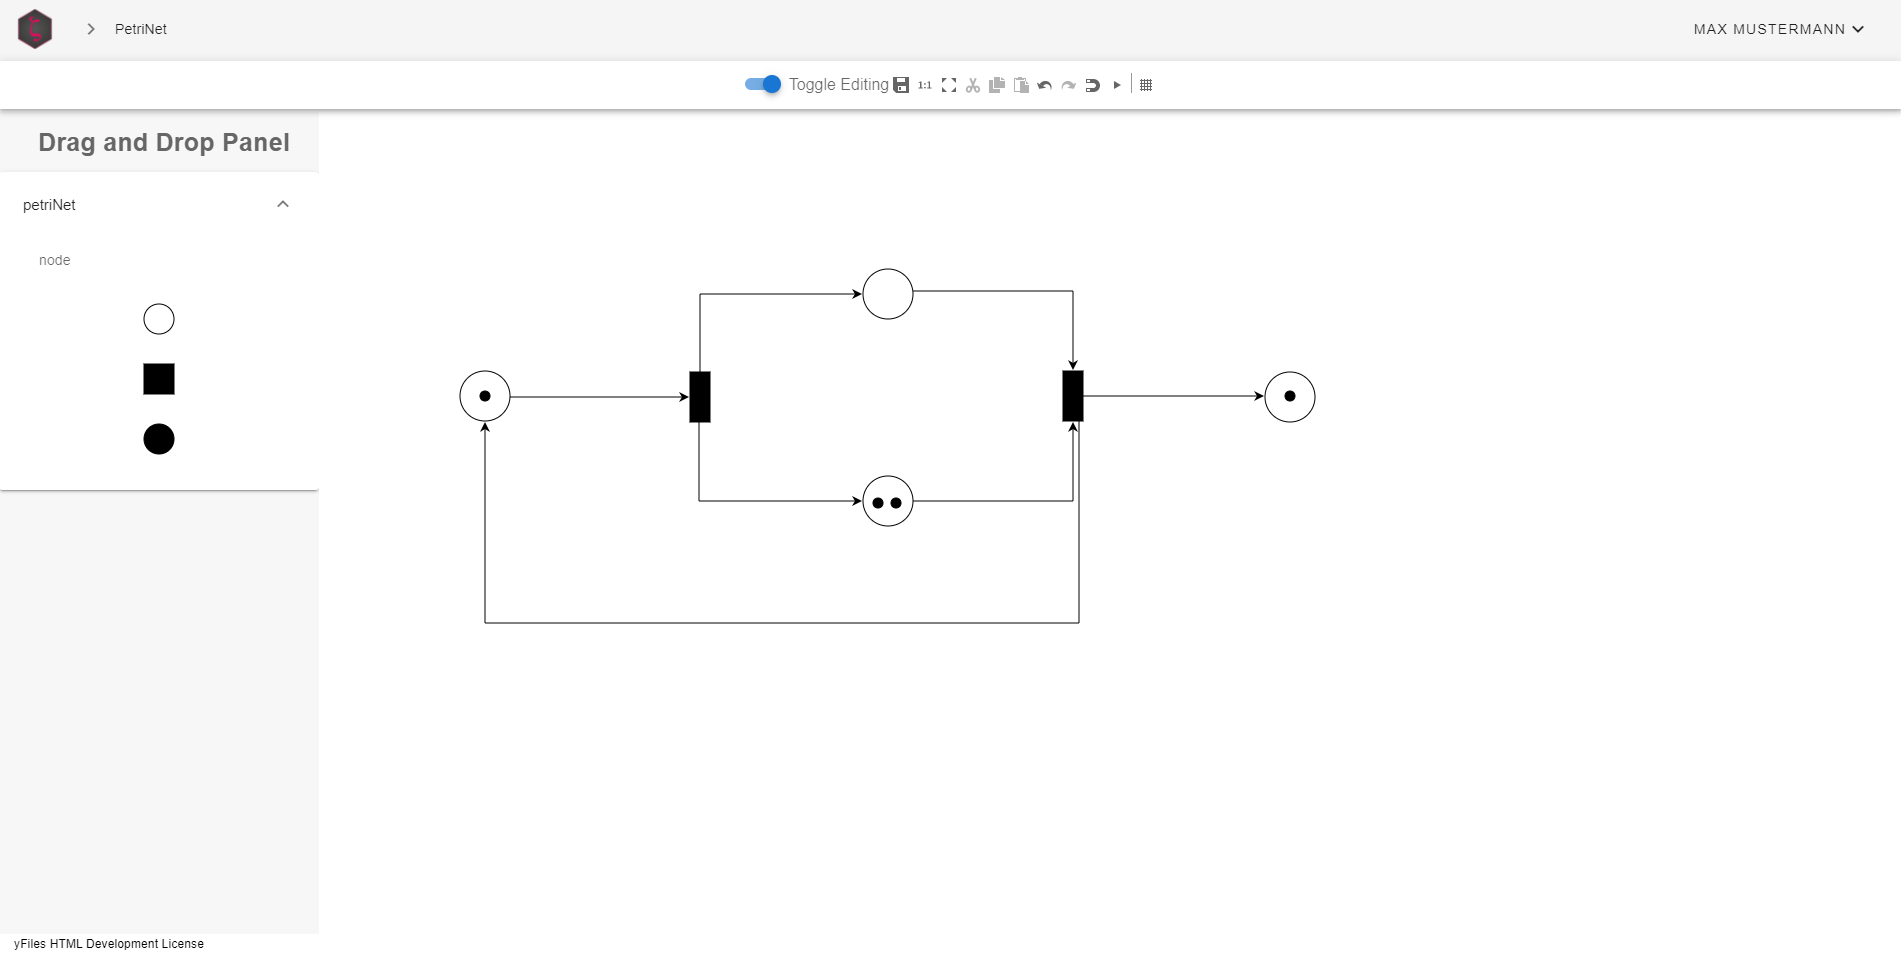 PetriNet
MAX MUSTERMANN
Toggle Editing
1:1
Drag and Drop Panel
petriNet
node
yFiles HTML Development License